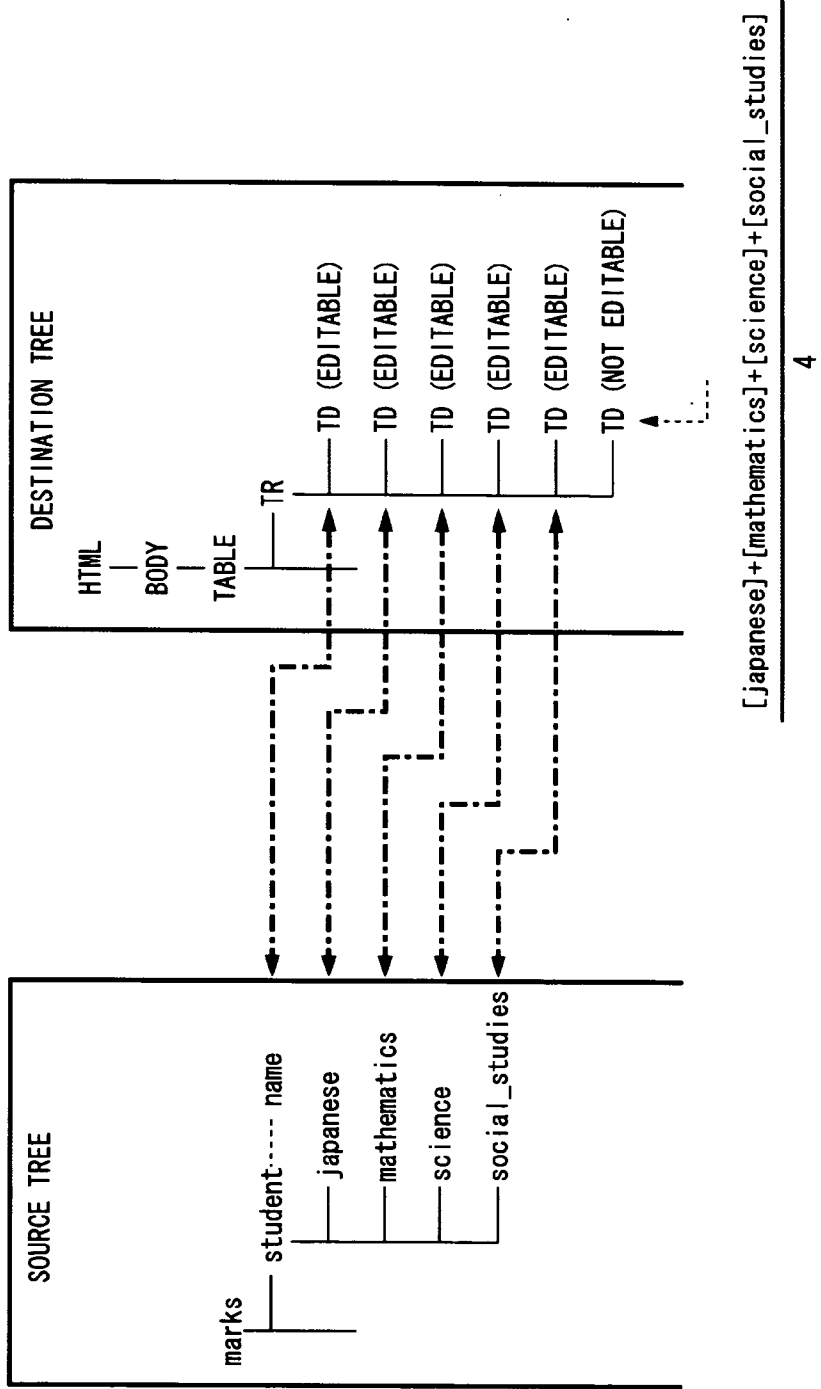 SOURCE TREE
marks
student
name
japanese
mathematics
science
social_studies
DESTINATION TREE
HTML
BODY
TABLE
TR
TD (EDITABLE)
TD (EDITABLE)
TD (EDITABLE)
TD (EDITABLE)
TD (EDITABLE)
TD (NOT EDITABLE)
[japanese]+[mathematics]+[science]+[social_studies]
4